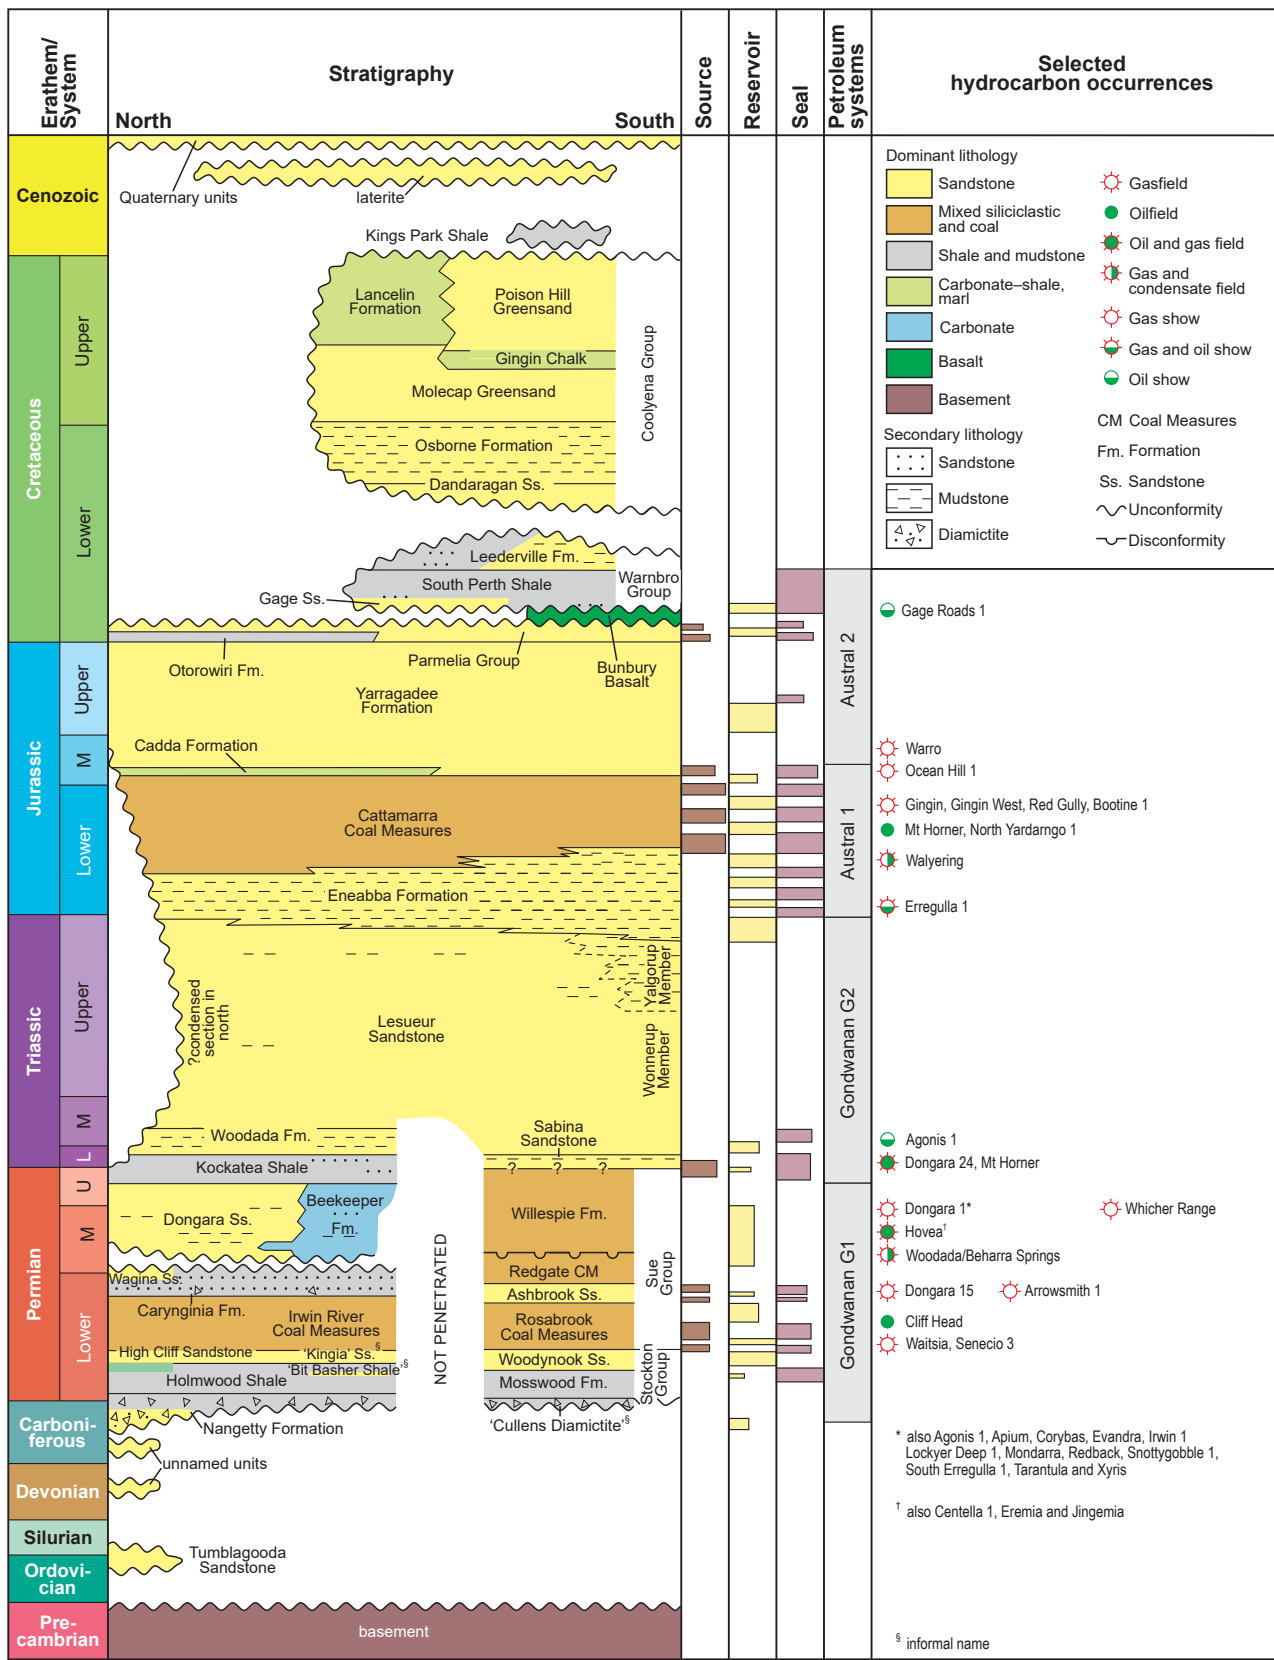 Erathem/
System
Stratigraphy
North
South
Source
Reservoir
Seal
Petroleum
systems
Selected
hydrocarbon occurrences
Cenozoic
Quaternary units
laterite
Kings Park Shale
Cretaceous
Upper
Lower
Lancelin
Formation
Poison Hill
Greensand
Gingin Chalk
Molecap Greensand
Osborne Formation
Dandaragan Ss.
Coolyena Group
Leederville Fm.
South Perth Shale
Gage Ss.
Warnbro
Group
Otorowiri Fm.
Parmelia Group
Bunbury
Basalt
Jurassic
Upper
M
Lower
Yarragadee
Formation
Cadda Formation
Cattamarra
Coal Measures
Eneabba Formation
Triassic
Upper
M
L
?condensed
section in
north
Lesueur
Sandstone
Yalgorup
Member
Wonnerup
Member
Woodada Fm.
Sabina
Sandstone
Kockatea Shale
? ? ?
Permian
U
M
Lower
Dongara Ss.
Beekeeper
Fm.
Willespie Fm.
Wagina Ss.
Redgate CM
Carynginia Fm.
Ashbrook Ss.
Irwin River
Coal Measures
Rosabrook
Coal Measures
Sue
Group
High Cliff Sandstone
'Kingia' Ss.§
'Bit Basher Shale'§
Woodynook Ss.
Holmwood Shale
Mosswood Fm.
Stockton
Group
NOT PENETRATED
Nangetty Formation
'Cullens Diamictite'§
Carboni-
ferous
unnamed units
Devonian
Silurian
Tumblagooda
Sandstone
Ordovi-
cian
Pre-
cambrian
basement
Austral 2
Austral 1
Gondwanan G2
Gondwanan G1
Dominant lithology
Sandstone
Mixed siliciclastic
and coal
Shale and mudstone
Carbonate–shale,
marl
Carbonate
Basalt
Basement
Secondary lithology
Sandstone
Mudstone
Diamictite
Gasfield
Oilfield
Oil and gas field
Gas and
condensate field
Gas show
Gas and oil show
Oil show
CM Coal Measures
Fm. Formation
Ss. Sandstone
Unconformity
Disconformity
Gage Roads 1
Warro
Ocean Hill 1
Gingin, Gingin West, Red Gully, Bootine 1
Mt Horner, North Yardarngo 1
Walyering
Erregulla 1
Agonis 1
Dongara 24, Mt Horner
Dongara 1*
Whicher Range
Hovea†
Woodada/Beharra Springs
Dongara 15
Arrowsmith 1
Cliff Head
Waitsia, Senecio 3
* also Agonis 1, Apium, Corybas, Evandra, Irwin 1
Lockyer Deep 1, Mondarra, Redback, Snottygobble 1,
South Erregulla 1, Tarantula and Xyris
† also Centella 1, Eremia and Jingemia
§ informal name